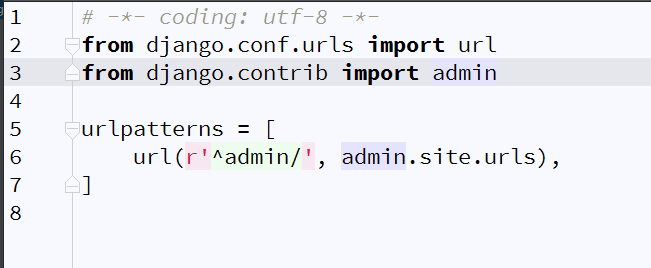 1 # -*- coding: utf-8 -*-
2 from django.conf.urls import url
3 from django.contrib import admin
4
5 urlpatterns = [
6     url(r'^admin/', admin.site.urls),
7 ]
8